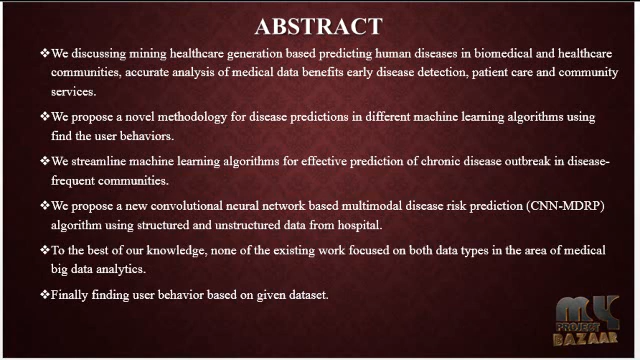 ABSTRACT
❖We discussing mining healthcare generation based predicting human diseases in biomedical and healthcare
communities, accurate analysis of medical data benefits early disease detection, patient care and community
services.
❖We propose a novel methodology for disease predictions in different machine learning algorithms using
find the user behaviors.
❖We streamline machine learning algorithms for effective prediction of chronic disease outbreak in disease-
frequent communities.
❖We propose a new convolutional neural network based multimodal disease risk prediction (CNN-MDRP)
algorithm using structured and unstructured data from hospital.
❖To the best of our knowledge, none of the existing work focused on both data types in the area of medical
big data analytics.
❖Finally finding user behavior based on given dataset.
MY
PROJECT
BAZAAR